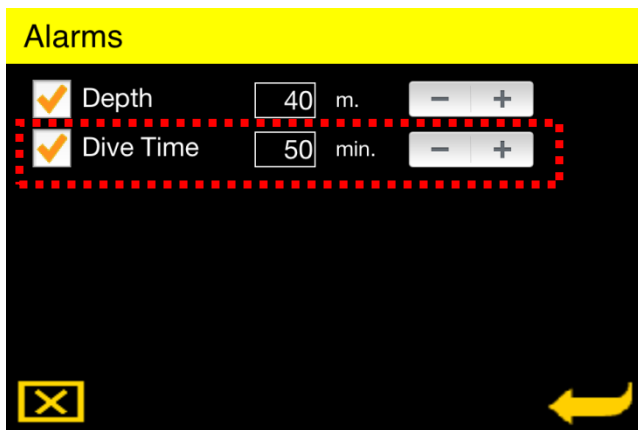 Alarms
Depth 40 m. − +
Dive Time 50 min. − +